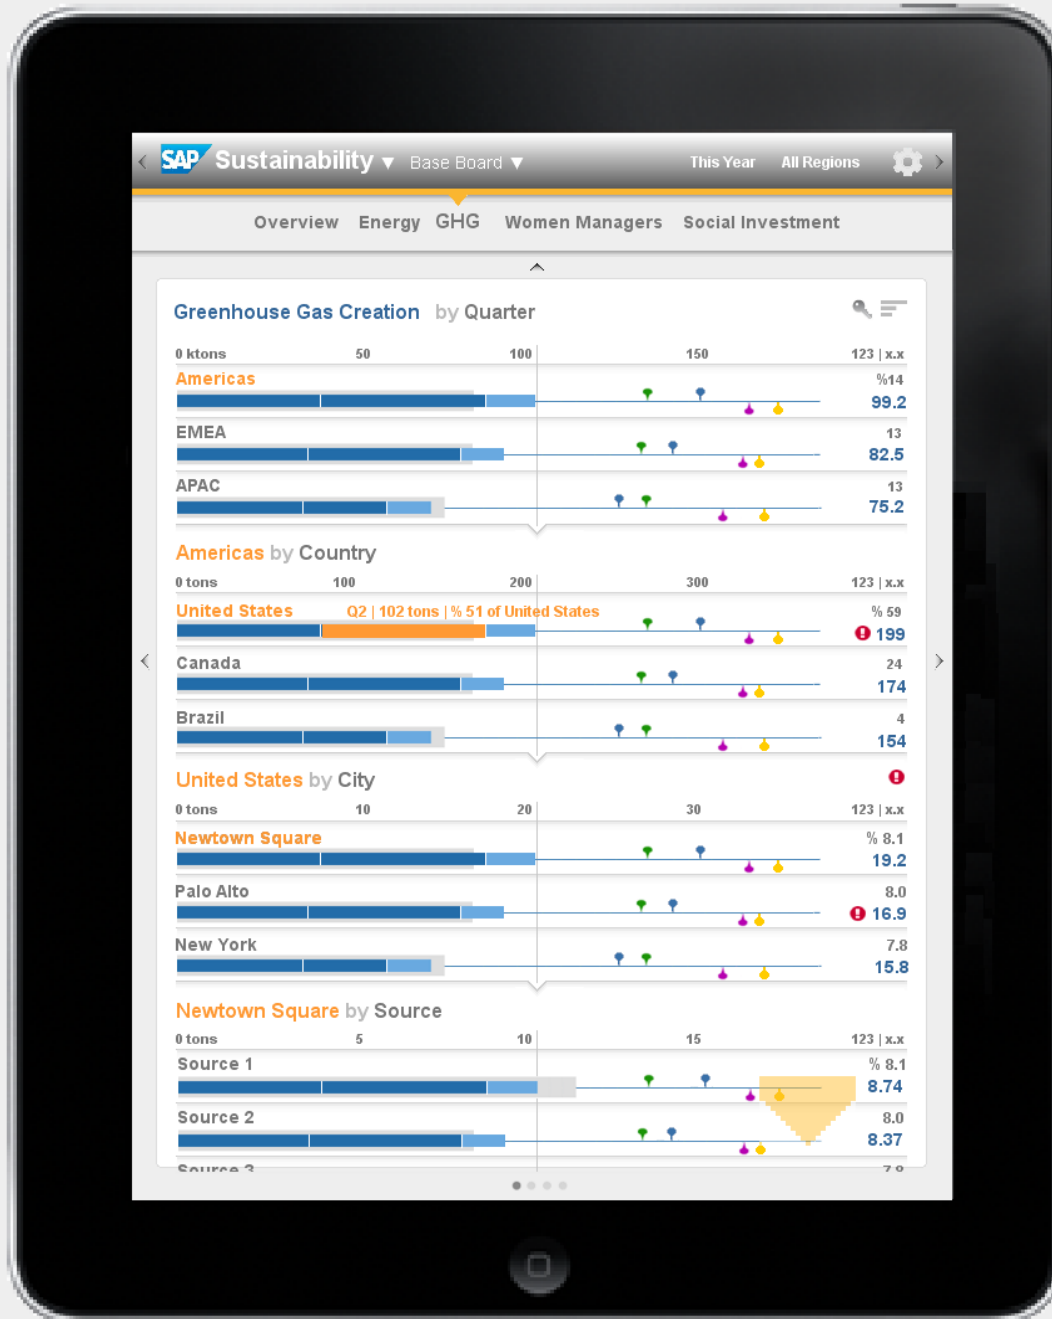 SAP Sustainability ▼ Base Board ▼ This Year All Regions
Overview Energy GHG Women Managers Social Investment
Greenhouse Gas Creation by Quarter
0 ktons 50 100 150 123 | x.x
Americas %14
99.2
EMEA 13
82.5
APAC 13
75.2
Americas by Country
0 tons 100 200 300 123 | x.x
United States Q2 | 102 tons | % 51 of United States % 59
199
Canada 24
174
Brazil 4
154
United States by City
0 tons 10 20 30 123 | x.x
Newtown Square % 8.1
19.2
Palo Alto 8.0
16.9
New York 7.8
15.8
Newtown Square by Source
0 tons 5 10 15 123 | x.x
Source 1 % 8.1
8.74
Source 2 8.0
8.37
Source 3 7.8